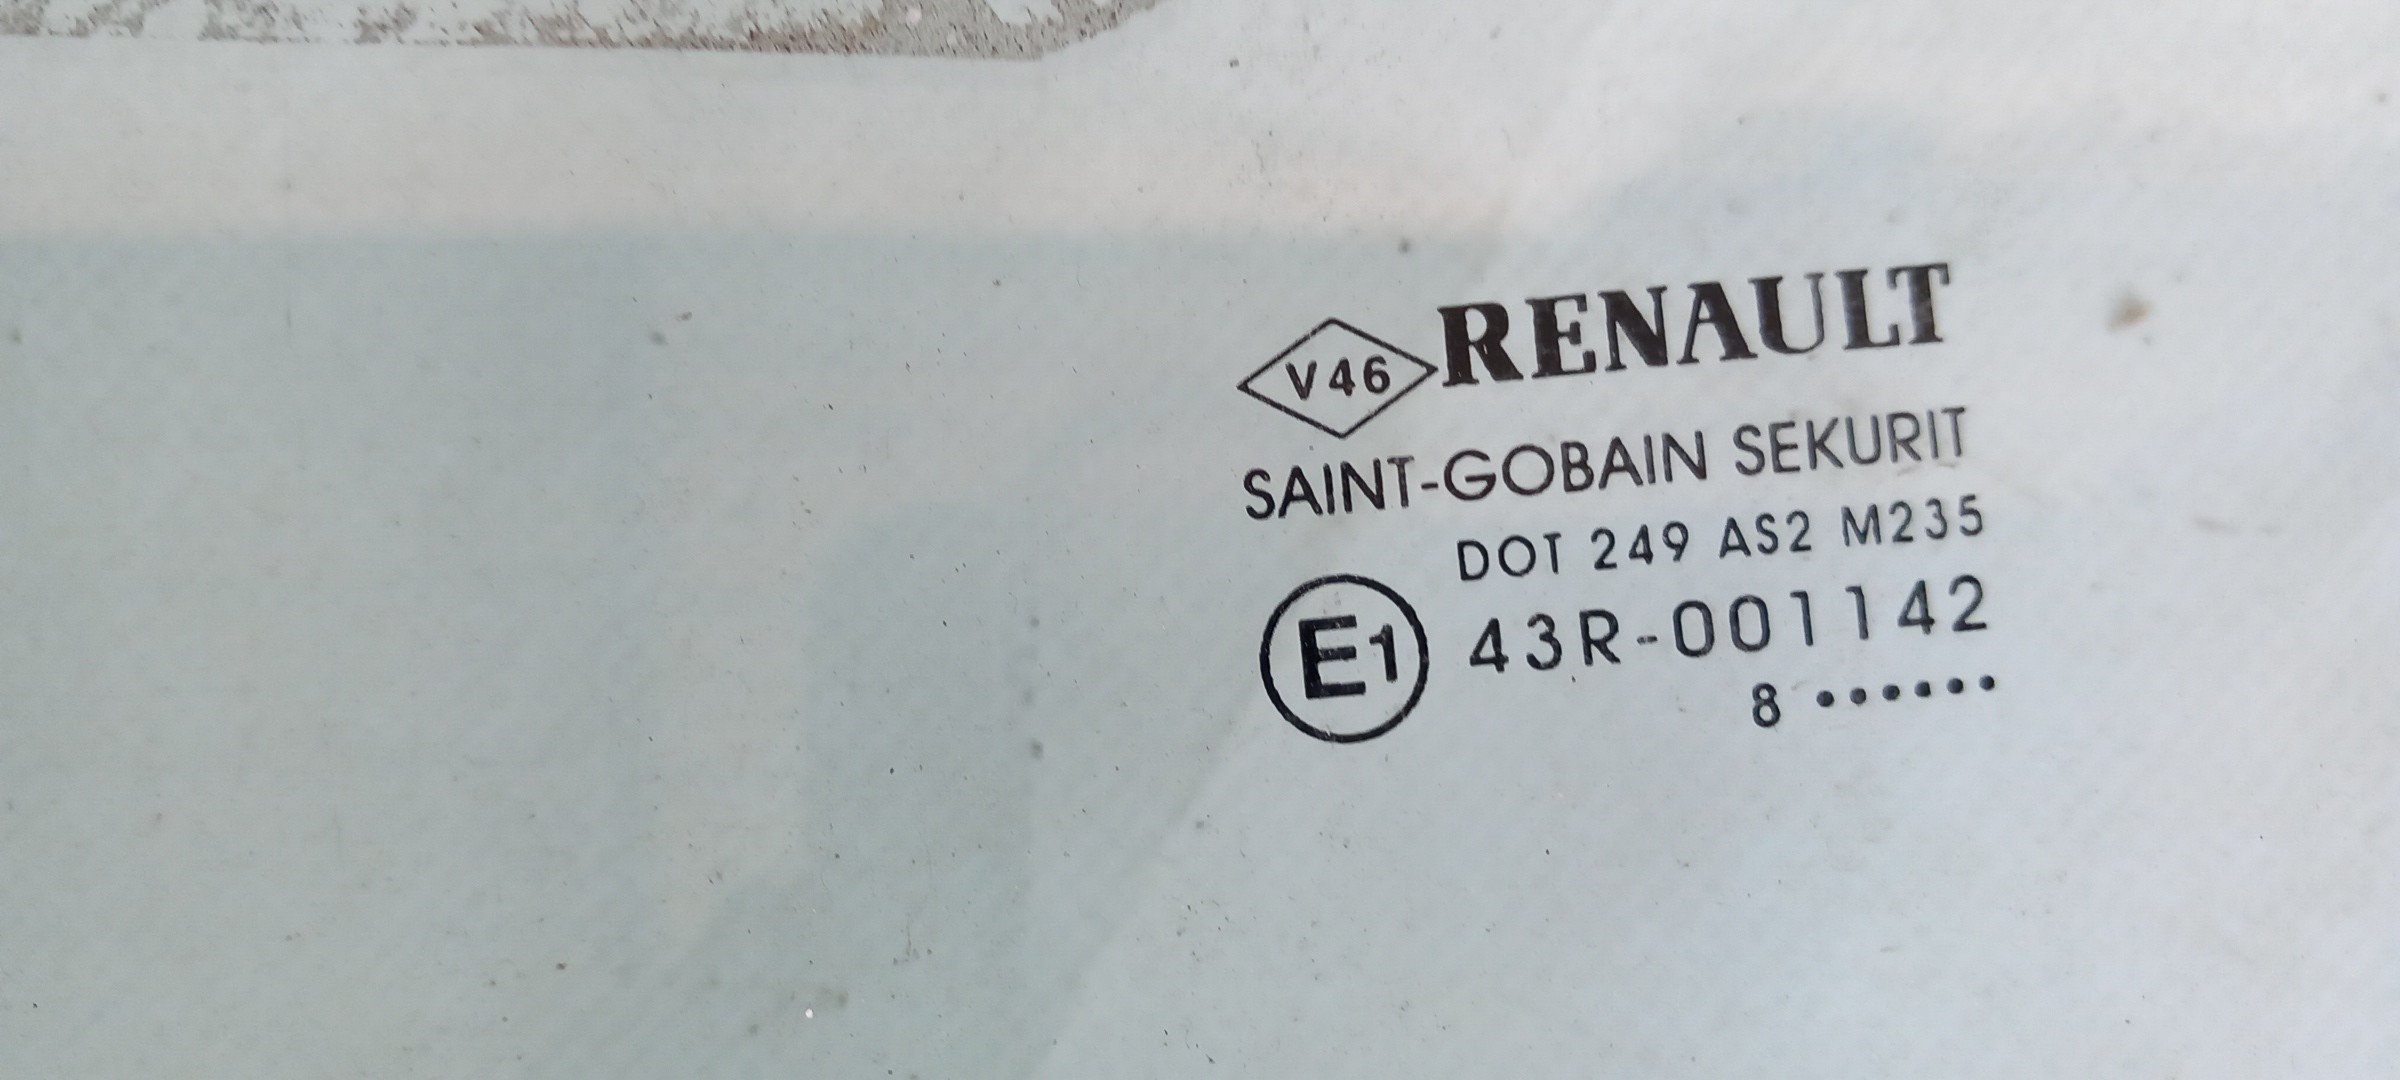 V46 RENAULT
SAINT-GOBAIN SEKURIT
DOT 249 AS2 M235
E1 43R-001142
8 ••••••